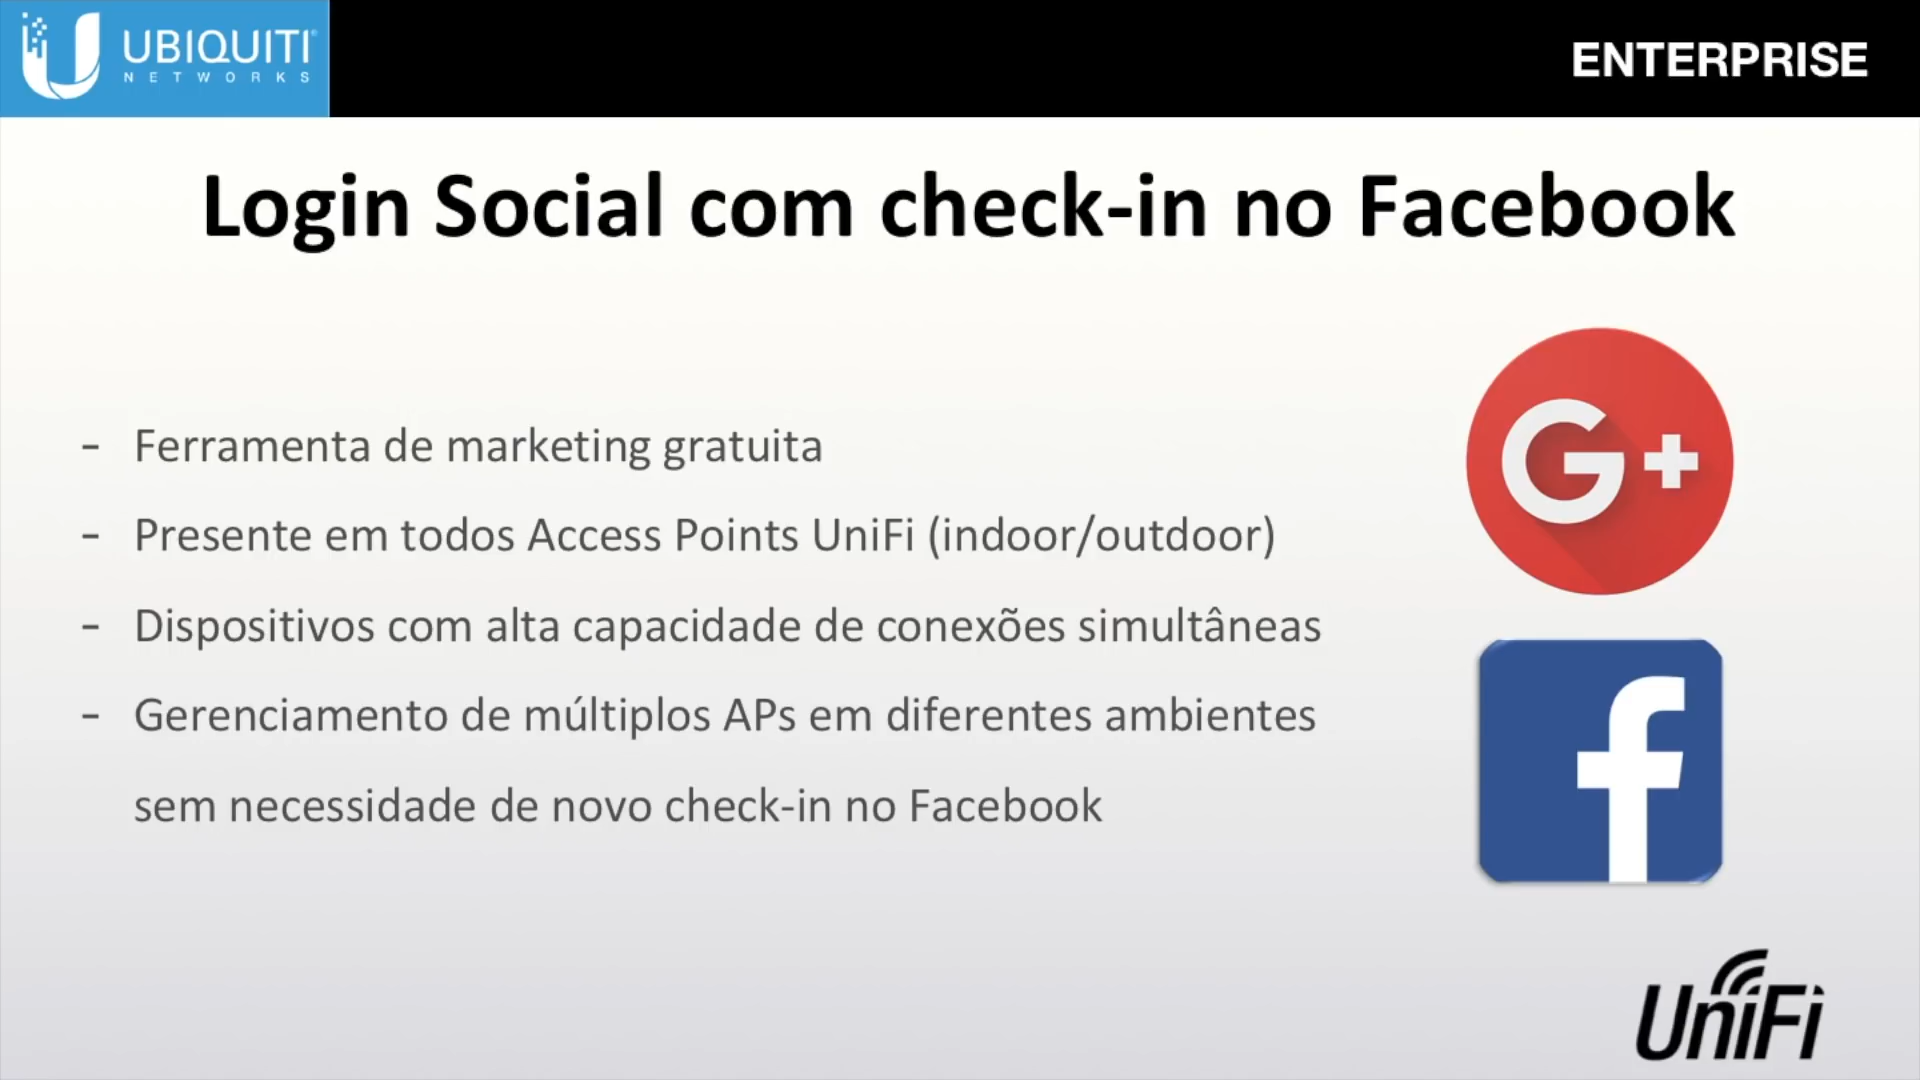 UBIQUITI
NETWORKS
ENTERPRISE
Login Social com check-in no Facebook
- Ferramenta de marketing gratuita
- Presente em todos Access Points UniFi (indoor/outdoor)
- Dispositivos com alta capacidade de conexões simultâneas
- Gerenciamento de múltiplos APs em diferentes ambientes
sem necessidade de novo check-in no Facebook
G+
f
UniFi